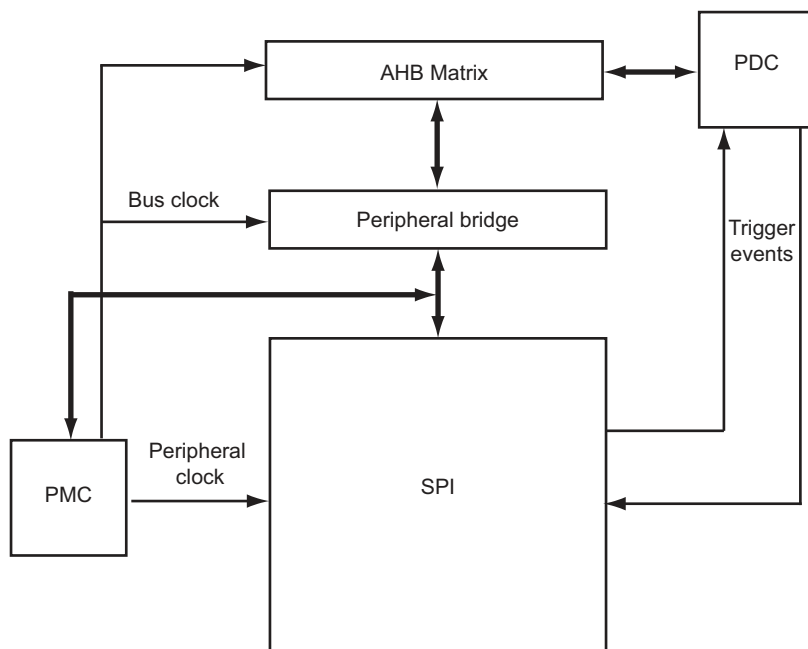 AHB Matrix
PDC
Bus clock
Peripheral bridge
Trigger
events
PMC
Peripheral
clock
SPI